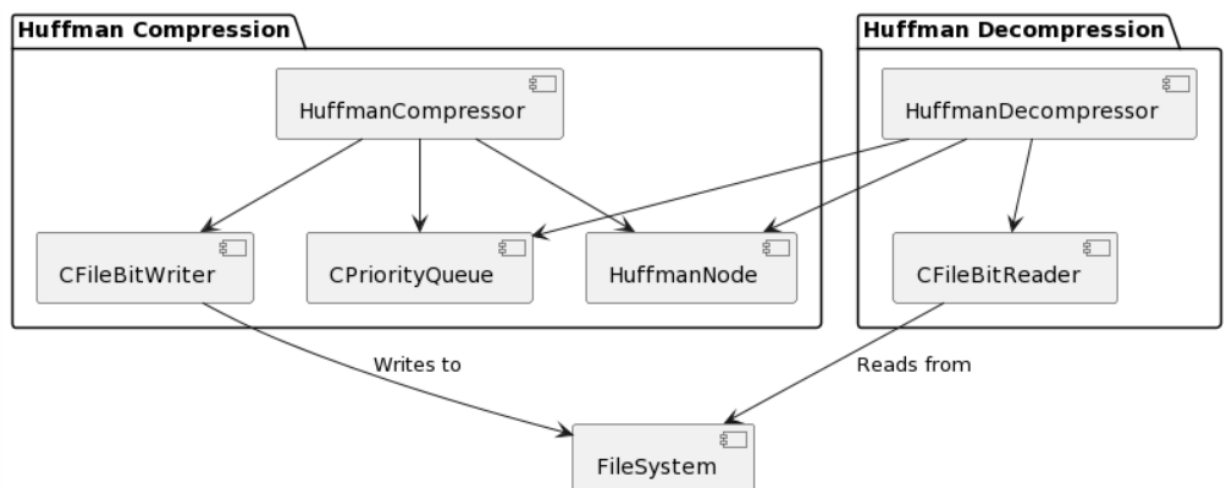 Huffman Compression
Huffman Decompression
HuffmanCompressor
HuffmanDecompressor
CFileBitWriter
CPriorityQueue
HuffmanNode
CFileBitReader
Writes to
Reads from
FileSystem